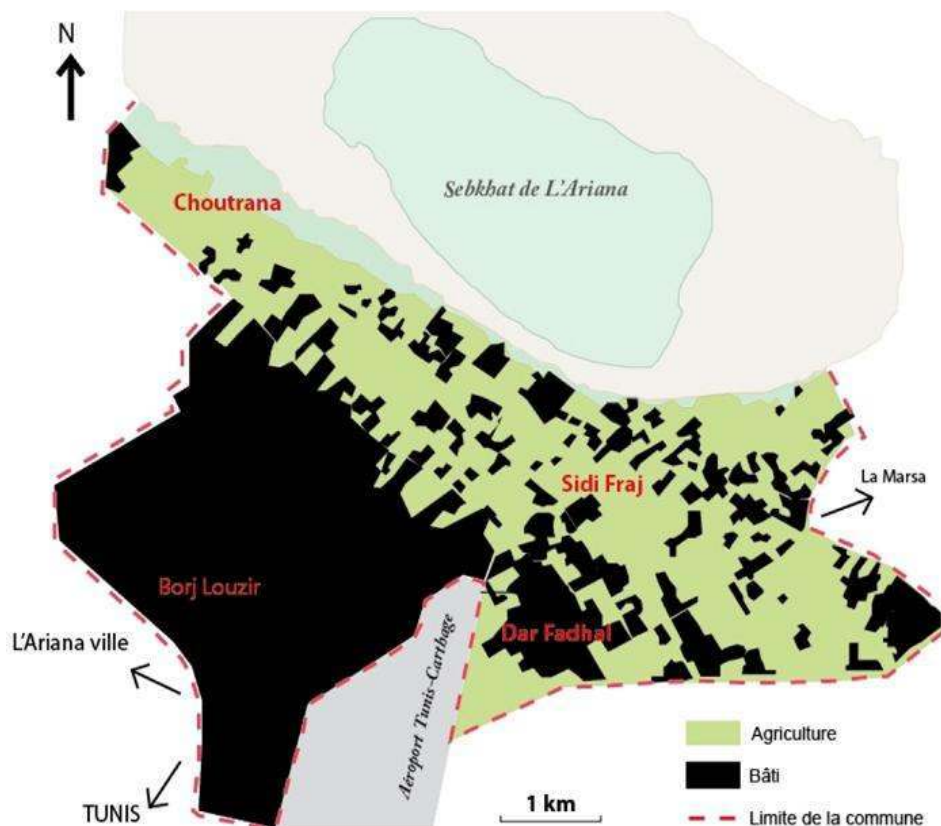 N
Sebkhat de L'Ariana
Choutrana
Sidi Fraj
La Marsa
Borj Louzir
Dar Fadhal
L'Ariana ville
Aéroport Tunis-Carthage
TUNIS
1 km
Agriculture
Bâti
Limite de la commune